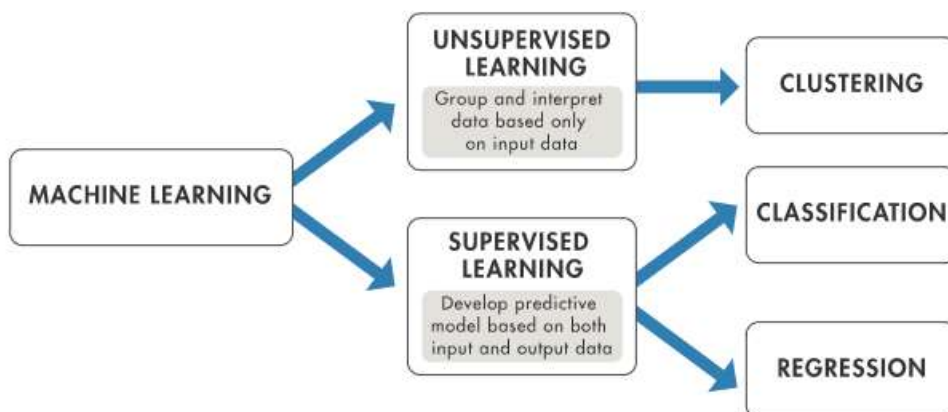 MACHINE LEARNING
UNSUPERVISED
LEARNING
Group and interpret
data based only
on input data
CLUSTERING
SUPERVISED
LEARNING
Develop predictive
model based on both
input and output data
CLASSIFICATION
REGRESSION